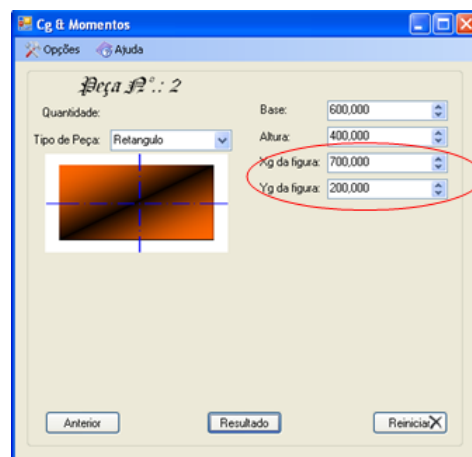 Cg & Momentos
Opções Ajuda
Peça Nº.: 2
Quantidade:
Tipo de Peça: Retangulo
Base: 600,000
Altura: 400,000
Xg da figura: 700,000
Yg da figura: 200,000
Anterior Resultado Reiniciar